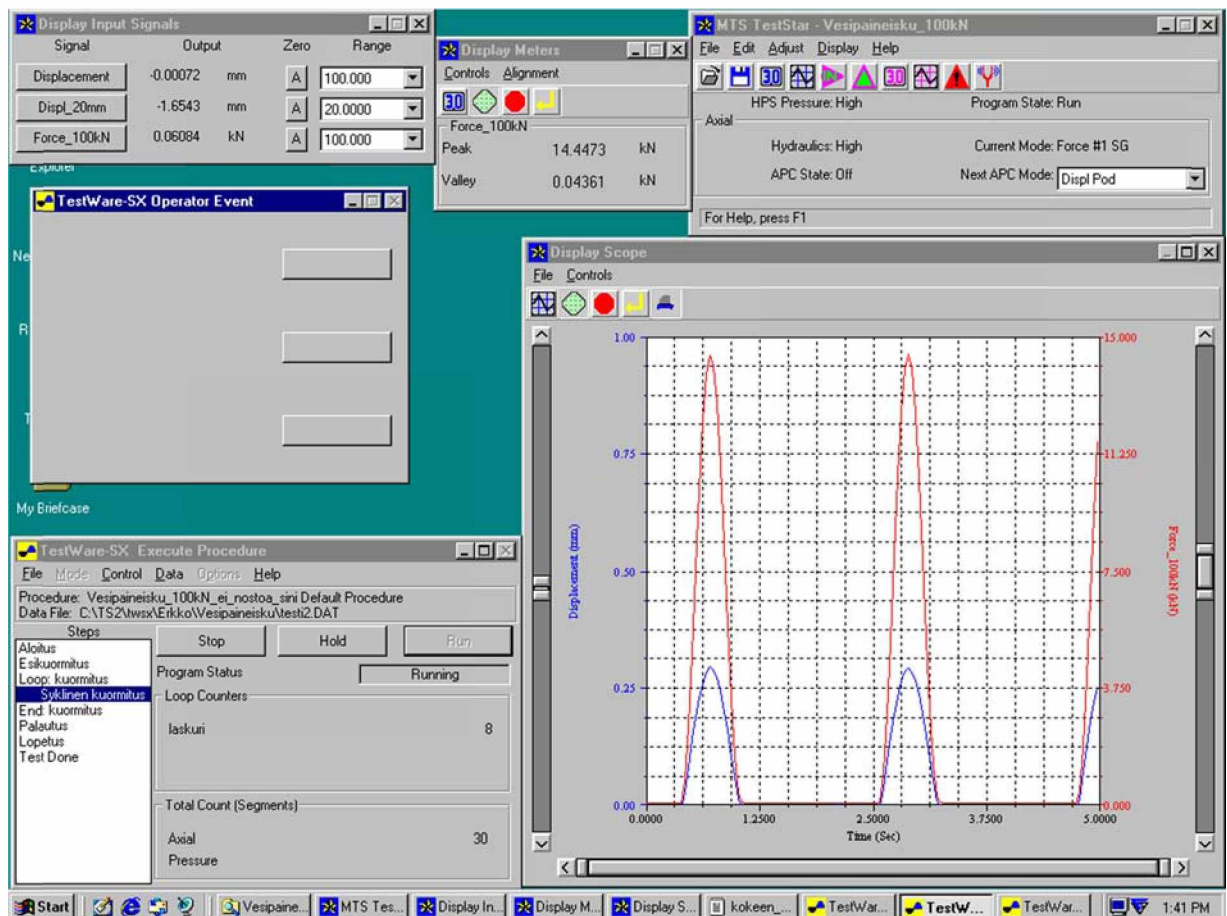 Display Input Signals
Signal Output Zero Range
Displacement -0.00072 mm A 100.000
Displ_20mm -1.6543 mm A 20.0000
Force_100kN 0.06084 kN A 100.000
Explorer
Display Meters
Controls Alignment
3.0
Force_100kN
Peak 14.4473 kN
Valley 0.04361 kN
MTS TestStar - Vesipaineisku_100kN
File Edit Adjust Display Help
3.0 3.0
HPS Pressure: High Program State: Run
Axial
Hydraulics: High Current Mode: Force #1 SG
APC State: Off Next APC Mode: Displ Pod
For Help, press F1
TestWare-SX Operator Event
Ne
R
T
My Briefcase
Display Scope
File Controls
1.00
0.75
0.50
0.25
0.00
Displacement (mm)
15.000
11.250
7.500
3.750
0.000
Force_100kN (kN)
0.0000 1.2500 2.5000 3.7500 5.0000
Time (Sec)
TestWare-SX Execute Procedure
File Mode Control Data Options Help
Procedure: Vesipaineisku_100kN_ei_nostoa_sini Default Procedure
Data File: C:\TS2\twsx\Erkko\Vesipaineisku\testi2.DAT
Steps
Aloitus
Esikuormitus
Loop: kuormitus
Syklinen kuormitus
End: kuormitus
Palautus
Lopetus
Test Done
Stop Hold Run
Program Status Running
Loop Counters
laskuri 8
Total Count (Segments)
Axial 30
Pressure
Start Vesipaine... MTS Tes... Display In... Display M... Display S... kokeen_... TestWar... TestW... TestWar... 1:41 PM